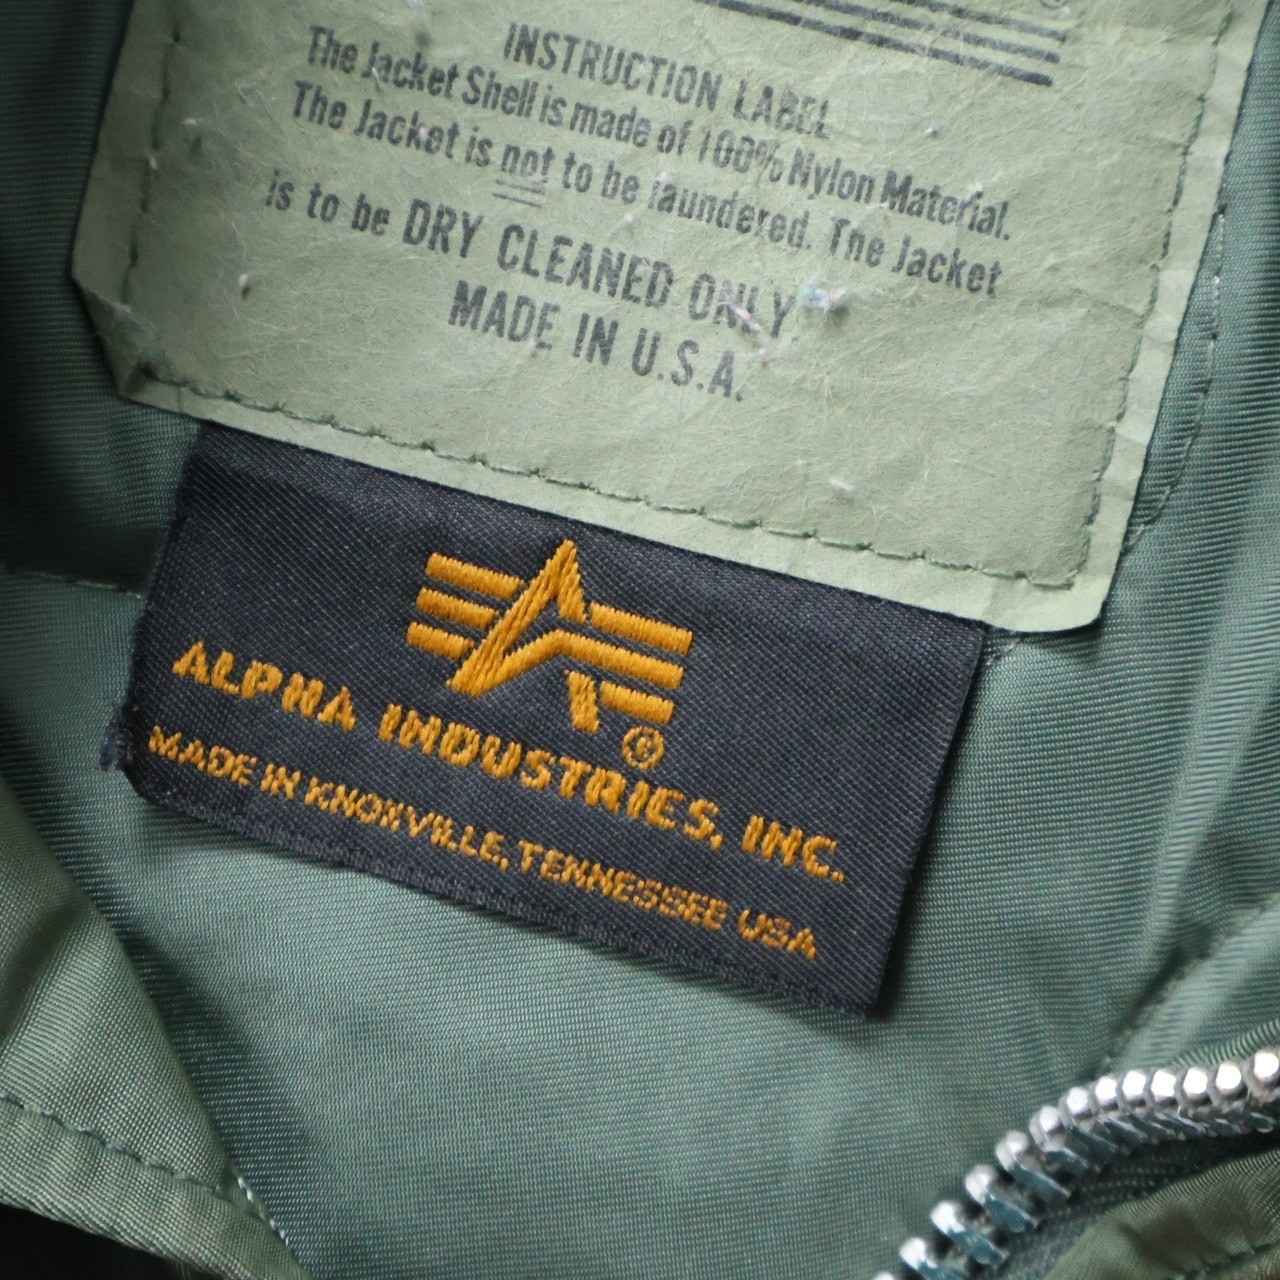 INSTRUCTION LABEL
The Jacket Shell is made of 100% Nylon Material.
The Jacket is not to be laundered. The Jacket
is to be DRY CLEANED ONLY.
MADE IN U.S.A.
ALPHA INDUSTRIES, INC.
MADE IN KNOXVILLE, TENNESSEE USA